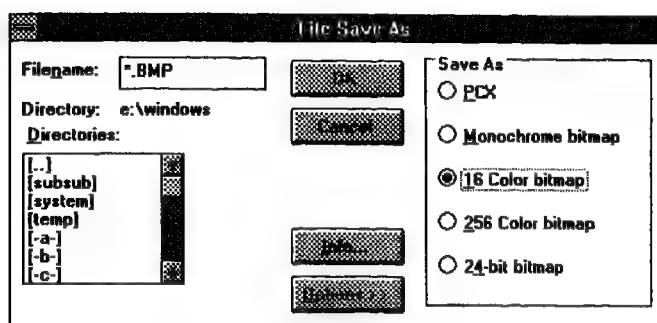 File Save As
Filename: *.BMP
Directory: e:\windows
Directories:
[..]
[subsub]
[system]
[temp]
[-a-]
[-b-]
[-c-]
OK
Cancel
Info...
Options>>
Save As
PCX
Monochrome bitmap
16 Color bitmap
256 Color bitmap
24-bit bitmap